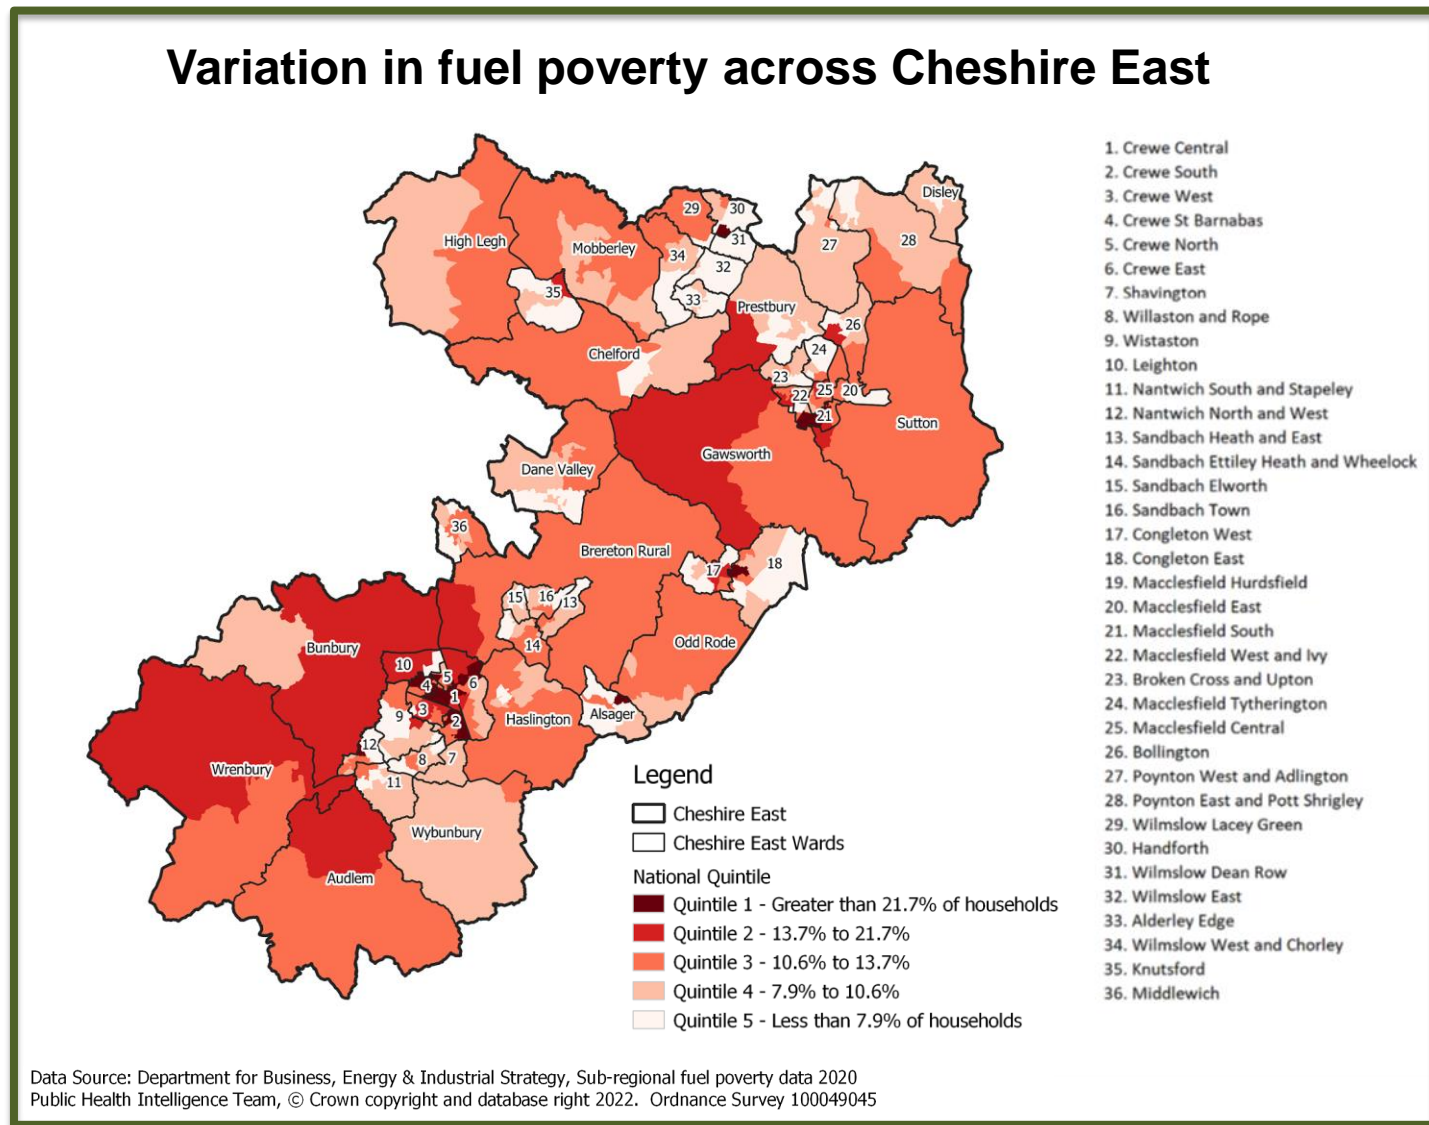 Variation in fuel poverty across Cheshire East
1. Crewe Central
2. Crewe South
3. Crewe West
4. Crewe St Barnabas
5. Crewe North
6. Crewe East
7. Shavington
8. Willaston and Rope
9. Wistaston
10. Leighton
11. Nantwich South and Stapeley
12. Nantwich North and West
13. Sandbach Heath and East
14. Sandbach Ettiley Heath and Wheelock
15. Sandbach Elworth
16. Sandbach Town
17. Congleton West
18. Congleton East
19. Macclesfield Hurdsfield
20. Macclesfield East
21. Macclesfield South
22. Macclesfield West and Ivy
23. Broken Cross and Upton
24. Macclesfield Tytherington
25. Macclesfield Central
26. Bollington
27. Poynton West and Adlington
28. Poynton East and Pott Shrigley
29. Wilmslow Lacey Green
30. Handforth
31. Wilmslow Dean Row
32. Wilmslow East
33. Alderley Edge
34. Wilmslow West and Chorley
35. Knutsford
36. Middlewich
Disley
29
30
High Legh
Mobberley
31
27
28
34
32
35
33
Prestbury
26
Chelford
24
23
22
25
20
21
Sutton
Gawsworth
Dane Valley
36
Brereton Rural
17
18
15
16
13
Bunbury
14
Odd Rode
10
5
4
6
1
3
9
2
Haslington
Alsager
12
8
7
Wrenbury
11
Wybunbury
Audlem
Legend
Cheshire East
Cheshire East Wards
National Quintile
Quintile 1 - Greater than 21.7% of households
Quintile 2 - 13.7% to 21.7%
Quintile 3 - 10.6% to 13.7%
Quintile 4 - 7.9% to 10.6%
Quintile 5 - Less than 7.9% of households
Data Source: Department for Business, Energy & Industrial Strategy, Sub-regional fuel poverty data 2020
Public Health Intelligence Team, © Crown copyright and database right 2022.  Ordnance Survey 100049045